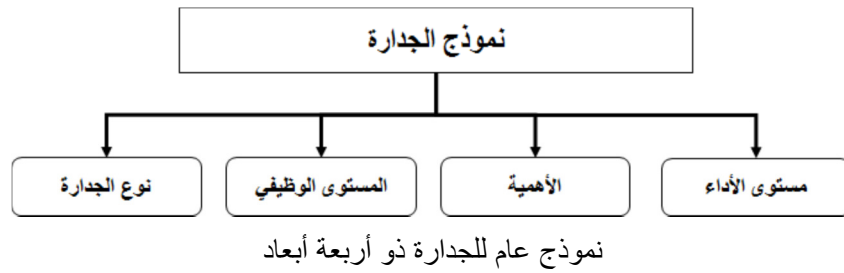 نموذج الجدارة
مستوى الأداء
الأهمية
المستوى الوظيفي
نوع الجدارة
نموذج عام للجدارة ذو أربعة أبعاد